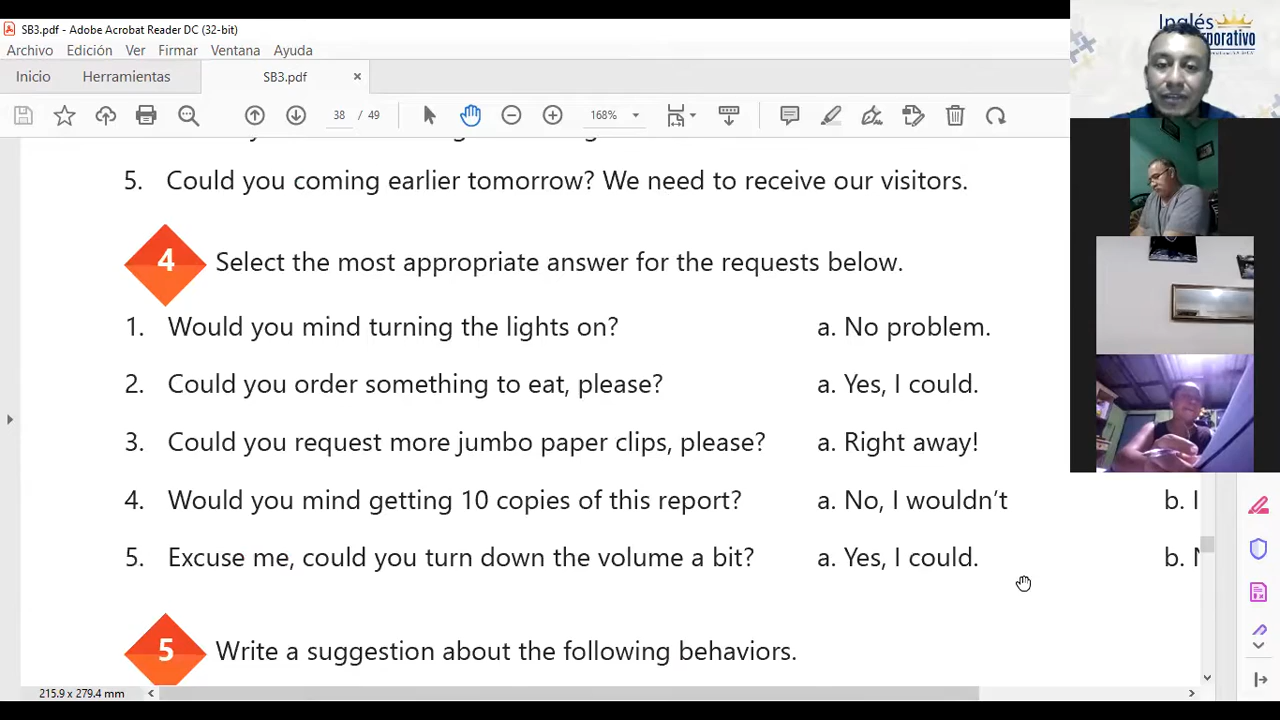 SB3.pdf - Adobe Acrobat Reader DC (32-bit)
Archivo Edición Ver Firmar Ventana Ayuda
Inicio Herramientas SB3.pdf ×
38 / 49 168%
5. Could you coming earlier tomorrow? We need to receive our visitors.
4 Select the most appropriate answer for the requests below.
1. Would you mind turning the lights on? a. No problem.
2. Could you order something to eat, please? a. Yes, I could.
3. Could you request more jumbo paper clips, please? a. Right away!
4. Would you mind getting 10 copies of this report? a. No, I wouldn't b. I
5. Excuse me, could you turn down the volume a bit? a. Yes, I could. b.
5 Write a suggestion about the following behaviors.
215.9 x 279.4 mm
Inglés